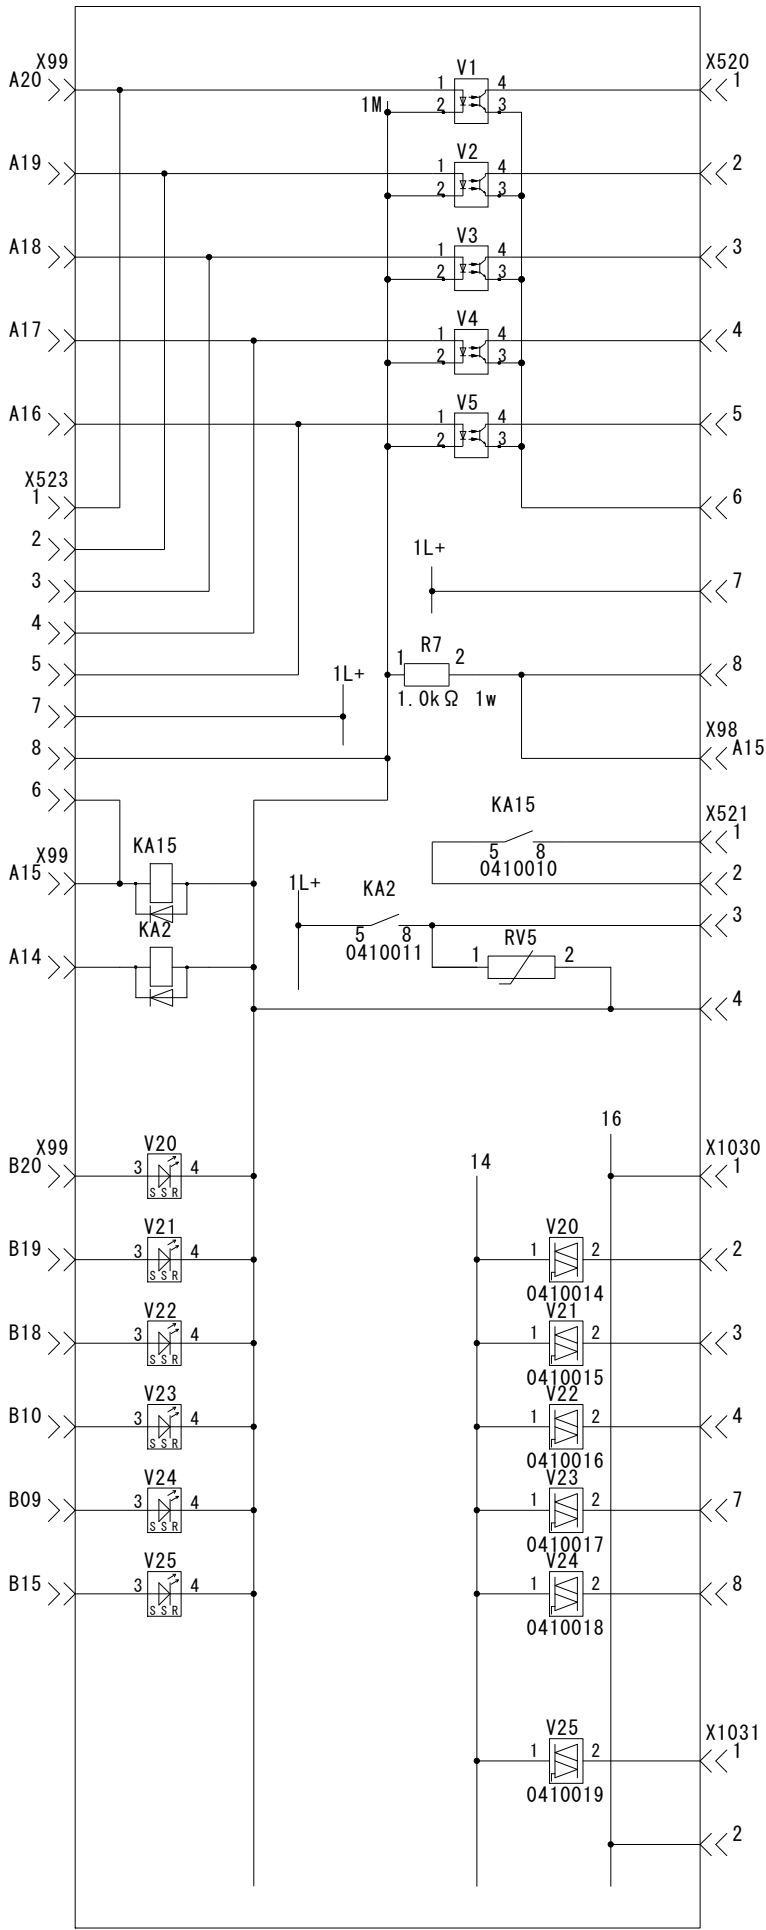 X99 V1 X520
A20 1 4 1
1M 2 3
V2
A19 1 4 2
2 3
V3
A18 1 4 3
2 3
V4
A17 1 4 4
2 3
V5
A16 1 4 5
2 3
X523
1 6
2
1L+
3 7
4
R7
5 1 2 8
1L+
1.0kΩ 1w
7
X98
8 A15
6
KA15 X521
KA15 1
X99 5 8
A15 0410010 2
1L+ KA2
KA2 3
5 8 RV5
0410011
A14 1 2
4
16
X99 V20 14 X1030
B20 3 4 1
SSR
V21 V20
B19 3 4 1 2 2
SSR 0410014
V22 V21
B18 3 4 1 2 3
SSR 0410015
V23 V22
B10 3 4 1 2 4
SSR 0410016
V24 V23
B09 3 4 1 2 7
SSR 0410017
V25 V24
B15 3 4 1 2 8
SSR 0410018
V25 X1031
1 2 1
0410019
2